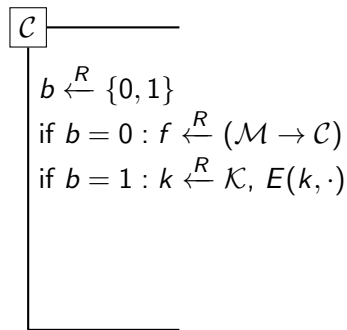 𝒞
b ←ᴿ {0, 1}
if b = 0 : f ←ᴿ (ℳ → 𝒞)
if b = 1 : k ←ᴿ 𝒦, E(k, ·)